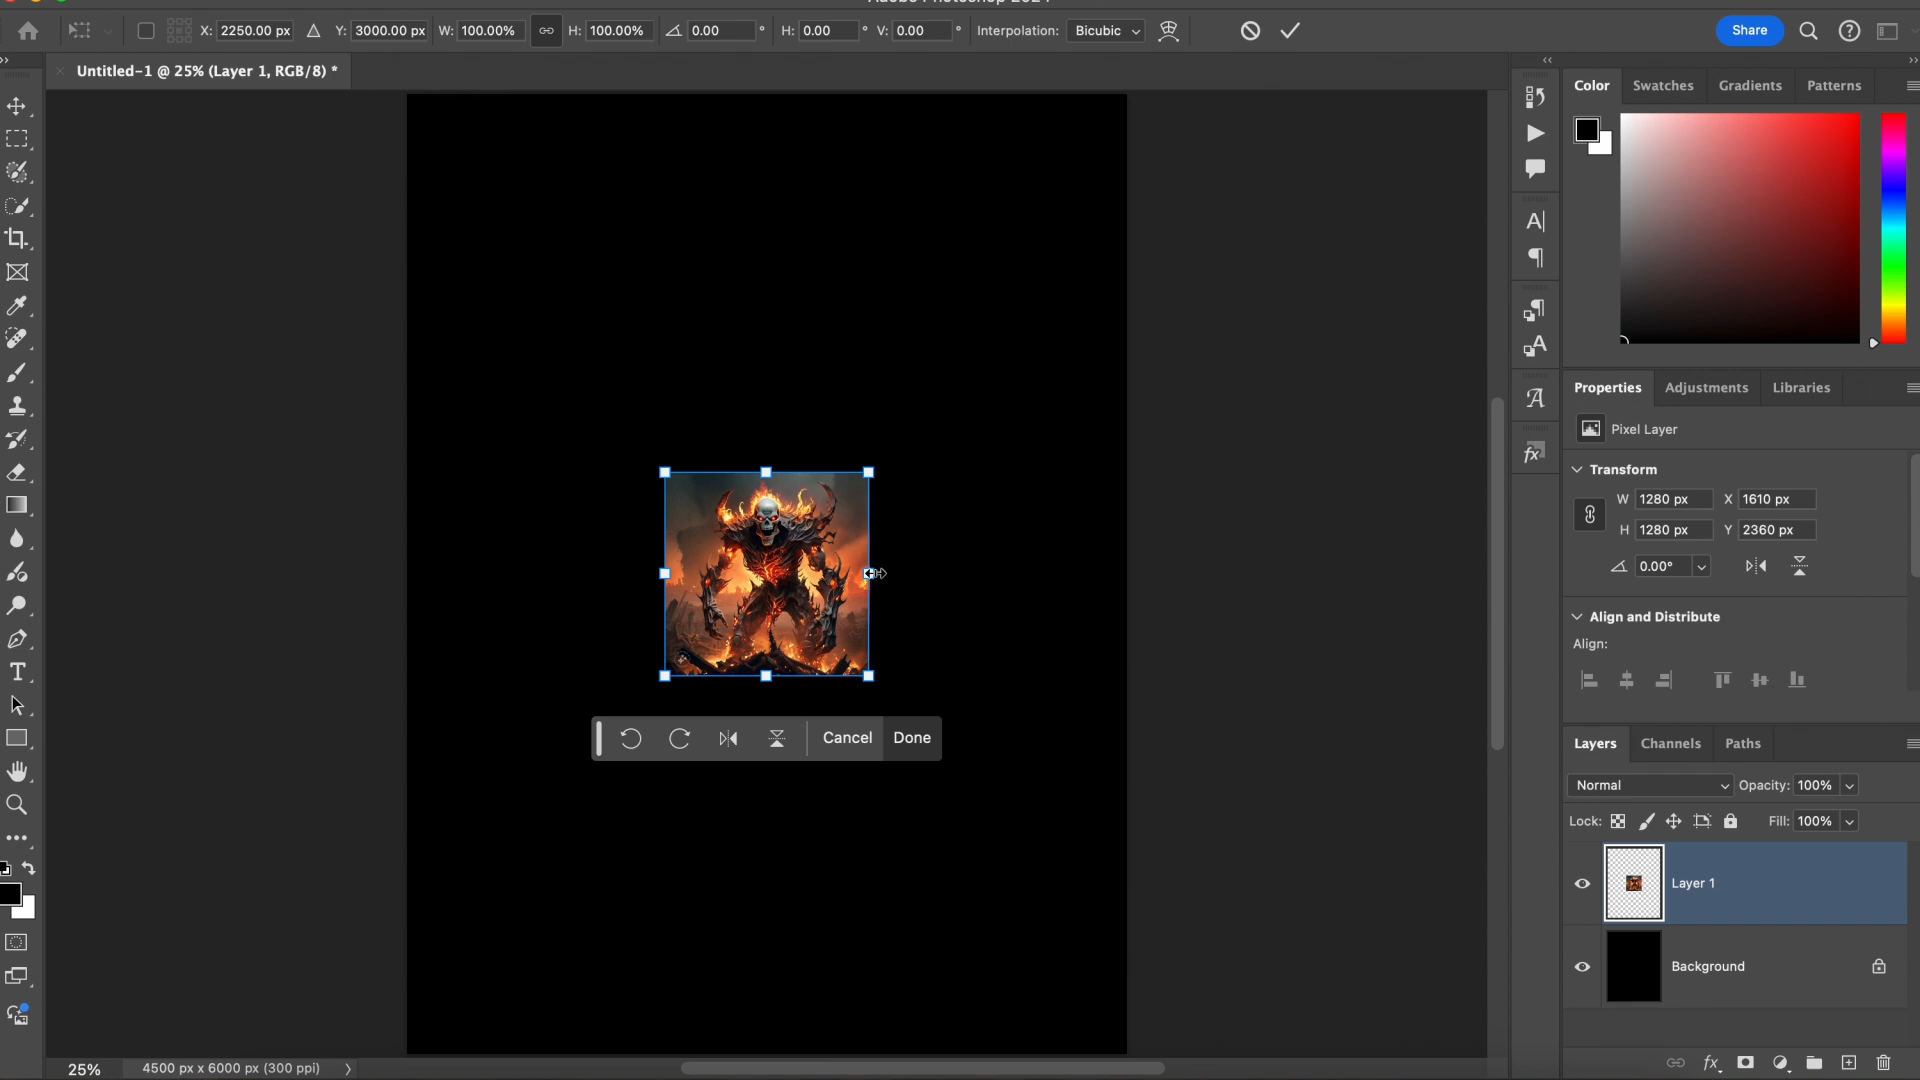 X: 2250.00 px Y: 3000.00 px W: 100.00% H: 100.00% 0.00 ° H: 0.00 ° V: 0.00 ° Interpolation: Bicubic Share
Untitled-1 @ 25% (Layer 1, RGB/8) *
Color Swatches Gradients Patterns
Properties Adjustments Libraries
Pixel Layer
Transform
W 1280 px X 1610 px
H 1280 px Y 2360 px
0.00°
Align and Distribute
Align:
Cancel Done
Layers Channels Paths
Normal Opacity: 100%
Lock: Fill: 100%
Layer 1
Background
fx
fx
25% 4500 px x 6000 px (300 ppi)